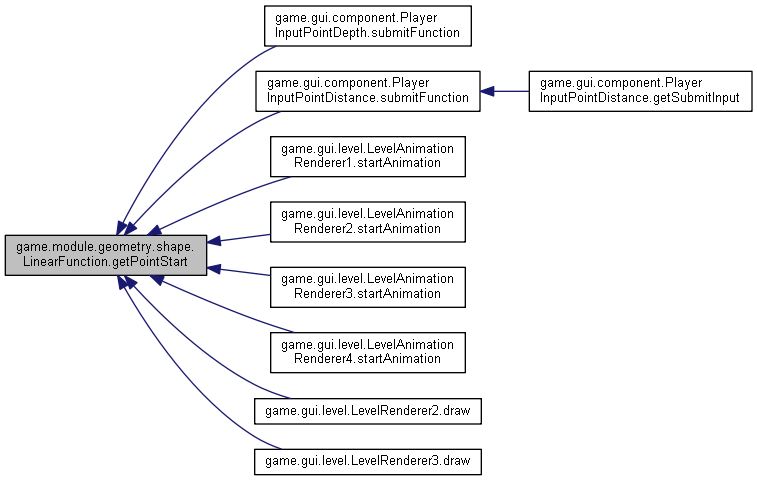 game.gui.component.Player
InputPointDepth.submitFunction
game.gui.component.Player
InputPointDistance.submitFunction
game.gui.component.Player
InputPointDistance.getSubmitInput
game.gui.level.LevelAnimation
Renderer1.startAnimation
game.gui.level.LevelAnimation
Renderer2.startAnimation
game.module.geometry.shape.
LinearFunction.getPointStart
game.gui.level.LevelAnimation
Renderer3.startAnimation
game.gui.level.LevelAnimation
Renderer4.startAnimation
game.gui.level.LevelRenderer2.draw
game.gui.level.LevelRenderer3.draw